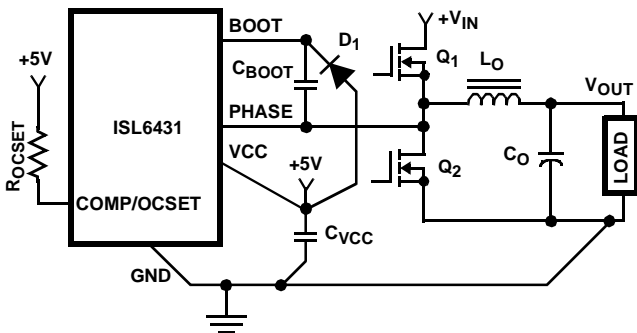 +VIN
BOOT
D1
+5V
CBOOT
Q1
LO
VOUT
ISL6431
PHASE
ROCSET
VCC
+5V
Q2
CO
LOAD
COMP/OCSET
CVCC
GND